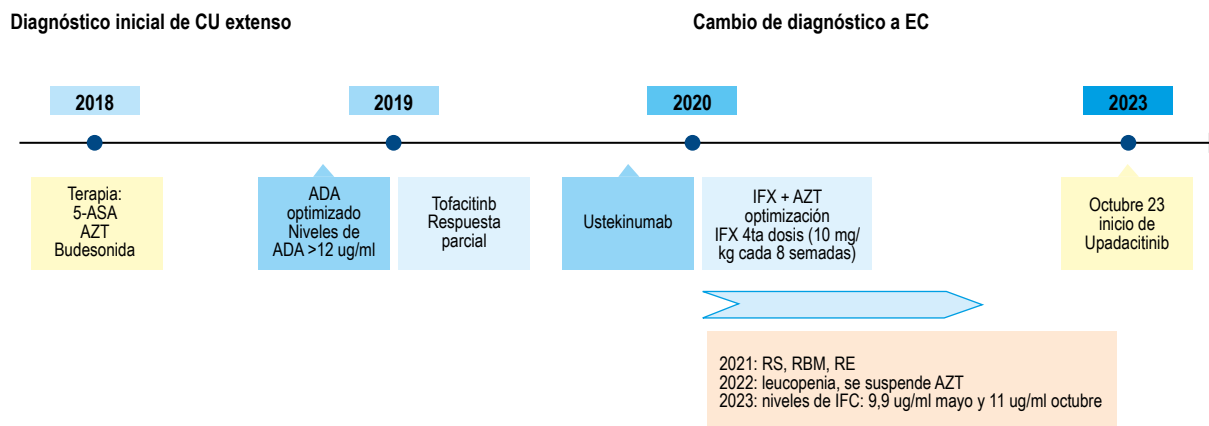 Diagnóstico inicial de CU extenso
Cambio de diagnóstico a EC
2018
2019
2020
2023
Terapia:
5-ASA
AZT
Budesonida
ADA
optimizado
Niveles de
ADA >12 ug/ml
Tofacitinb
Respuesta
parcial
Ustekinumab
IFX + AZT
optimización
IFX 4ta dosis (10 mg/
kg cada 8 semadas)
Octubre 23
inicio de
Upadacitinib
2021: RS, RBM, RE
2022: leucopenia, se suspende AZT
2023: niveles de IFC: 9,9 ug/ml mayo y 11 ug/ml octubre